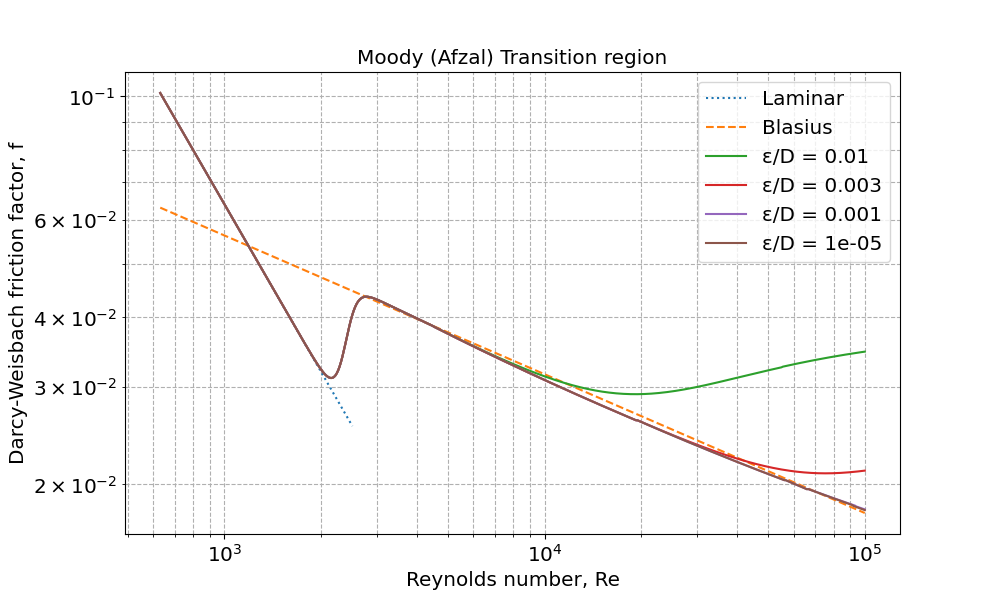 Moody (Afzal) Transition region
Darcy-Weisbach friction factor, f
10⁻¹
6 × 10⁻²
4 × 10⁻²
3 × 10⁻²
2 × 10⁻²
Laminar
Blasius
ε/D = 0.01
ε/D = 0.003
ε/D = 0.001
ε/D = 1e-05
10³
10⁴
10⁵
Reynolds number, Re